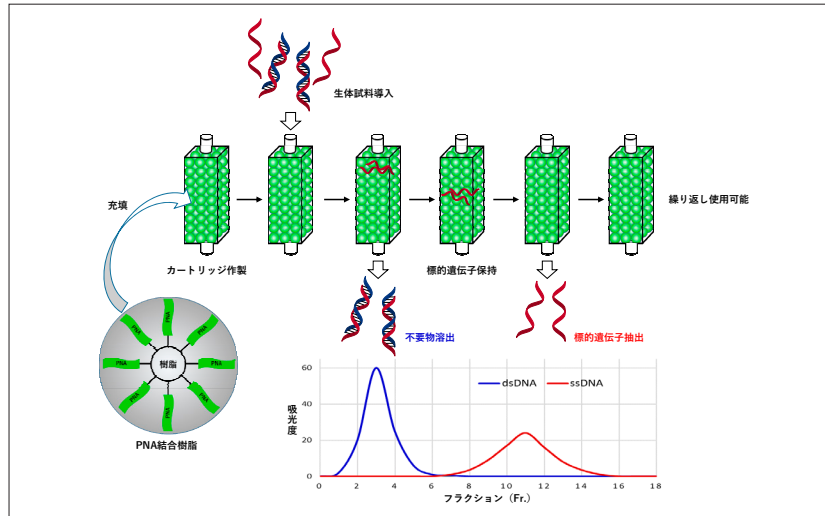 生体試料導入
充填
繰り返し使用可能
カートリッジ作製
標的遺伝子保持
不要物溶出
標的遺伝子抽出
PNA
PNA
PNA
PNA
PNA
PNA
PNA
PNA
樹脂
PNA結合樹脂
dsDNA
ssDNA
吸光度
60
40
20
0
0 2 4 6 8 10 12 14 16 18
フラクション（Fr.）